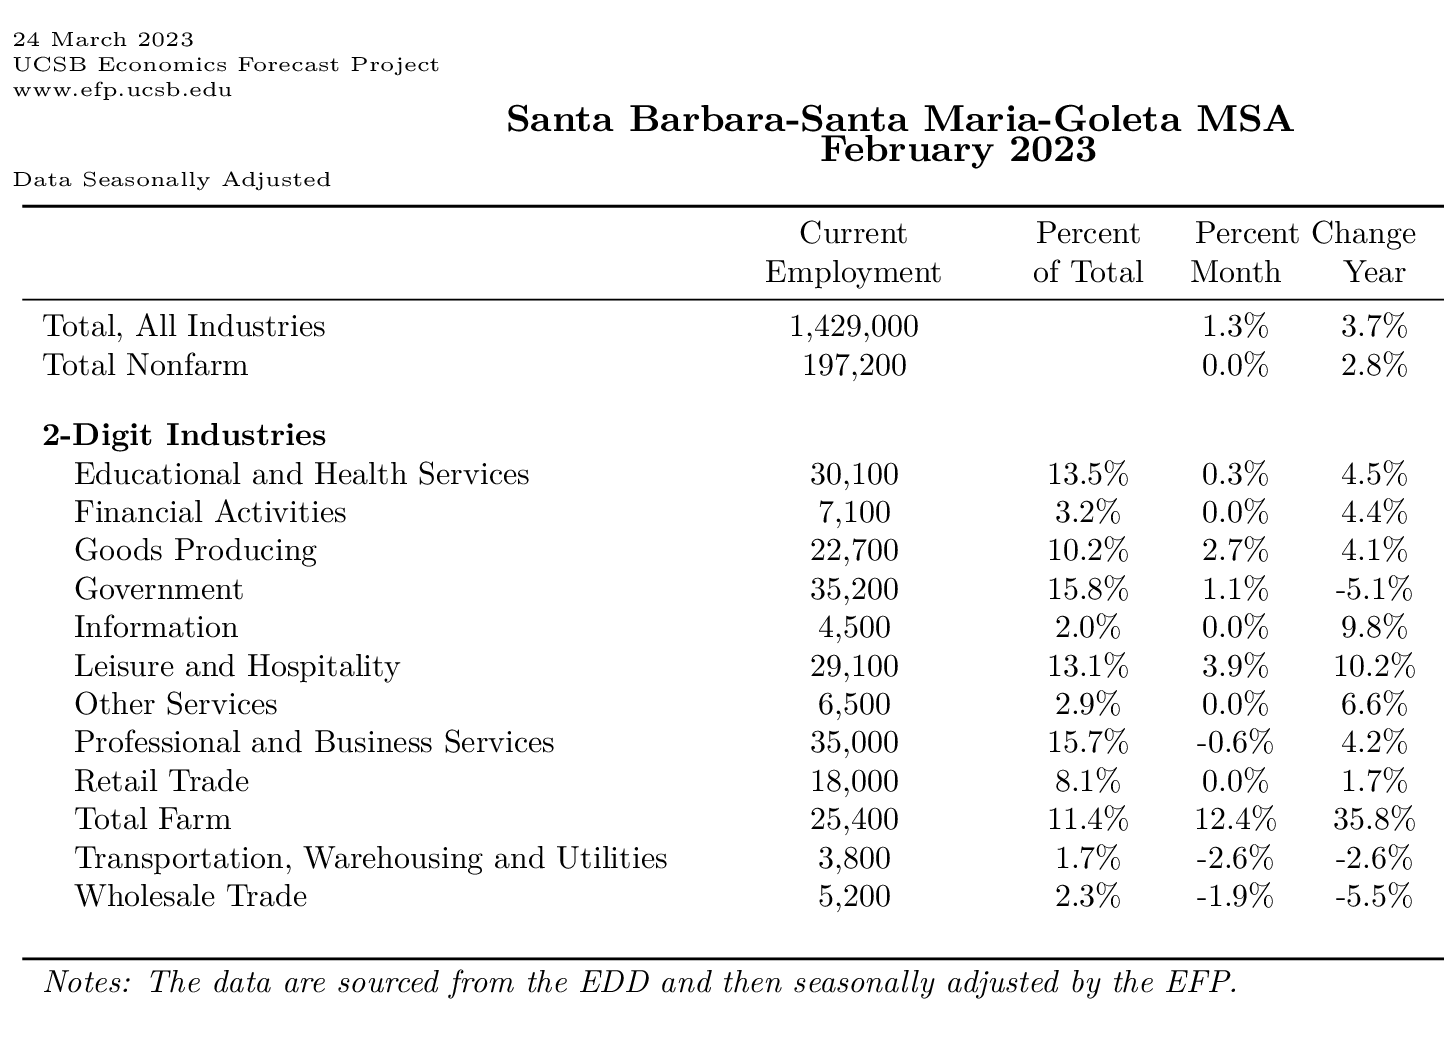 24 March 2023
UCSB Economics Forecast Project
www.efp.ucsb.edu
Santa Barbara-Santa Maria-Goleta MSA
February 2023
Data Seasonally Adjusted
Current Percent Percent Change
Employment of Total Month Year
Total, All Industries 1,429,000 1.3% 3.7%
Total Nonfarm 197,200 0.0% 2.8%
2-Digit Industries
Educational and Health Services 30,100 13.5% 0.3% 4.5%
Financial Activities 7,100 3.2% 0.0% 4.4%
Goods Producing 22,700 10.2% 2.7% 4.1%
Government 35,200 15.8% 1.1% -5.1%
Information 4,500 2.0% 0.0% 9.8%
Leisure and Hospitality 29,100 13.1% 3.9% 10.2%
Other Services 6,500 2.9% 0.0% 6.6%
Professional and Business Services 35,000 15.7% -0.6% 4.2%
Retail Trade 18,000 8.1% 0.0% 1.7%
Total Farm 25,400 11.4% 12.4% 35.8%
Transportation, Warehousing and Utilities 3,800 1.7% -2.6% -2.6%
Wholesale Trade 5,200 2.3% -1.9% -5.5%
Notes: The data are sourced from the EDD and then seasonally adjusted by the EFP.